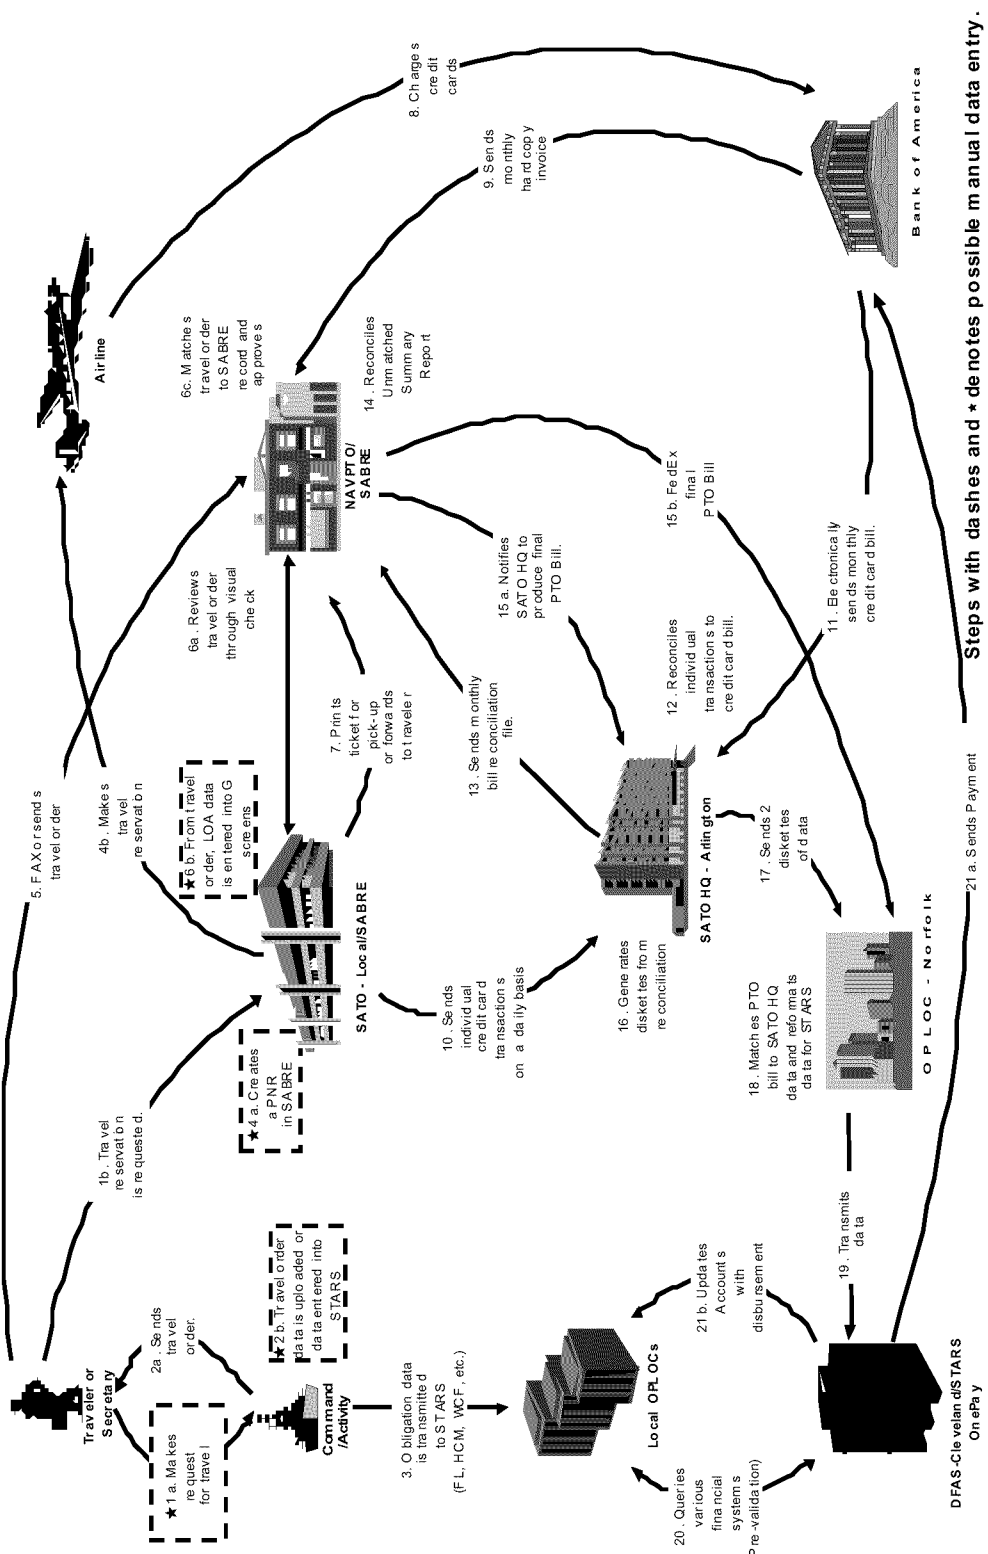 Traveler or
Secretary
★1a. Makes
request
for travel
2a. Sends
travel
order.
Command
/Activity
★2b. Travel order
data is uploaded or
data entered into
STARS
3. Obligation data
is transmitted
to STARS
(FL, HCM, WCF, etc.)
1b. Travel
reservation
is requested.
★4a. Creates
a PNR
in SABRE
SATO - Local/SABRE
4b. Makes
travel
reservation
Airline
5. FAX or sends
travel order
6a. Reviews
travel order
through visual
check
★6b. From travel
order, LOA data
is entered into G
screens
6c. Matches
travel order
to SABRE
record and
approves
NAVPTO/
SABRE
7. Prints
ticket for
pick-up
or forwards
to traveler
8. Charges
credit
cards
9. Sends
monthly
hardcopy
invoice
Bank of America
10. Sends
individual
credit card
transactions
on a daily basis
11. Electronically
sends monthly
credit card bill.
12. Reconciles
individual
transactions to
credit card bill.
SATO HQ - Arlington
13. Sends monthly
bill reconciliation
file.
14. Reconciles
Unmatched
Summary
Report
15a. Notifies
SATO HQ to
produce final
PTO Bill.
15b. FedEx
final
PTO Bill
16. Generates
diskettes from
reconciliation
17. Sends 2
diskettes
of data
18. Matches PTO
bill to SATO HQ
data and reformats
data for STARS
OPLOC - Norfolk
19. Transmits
data
20. Queries
various
financial
systems
Pre-validation)
Local OPLOCs
21b. Updates
Accounts
with
disbursement
21a. Sends Payment
DFAS-Cleveland/STARS
OnePay
Steps with dashes and ★ denotes possible manual data entry.